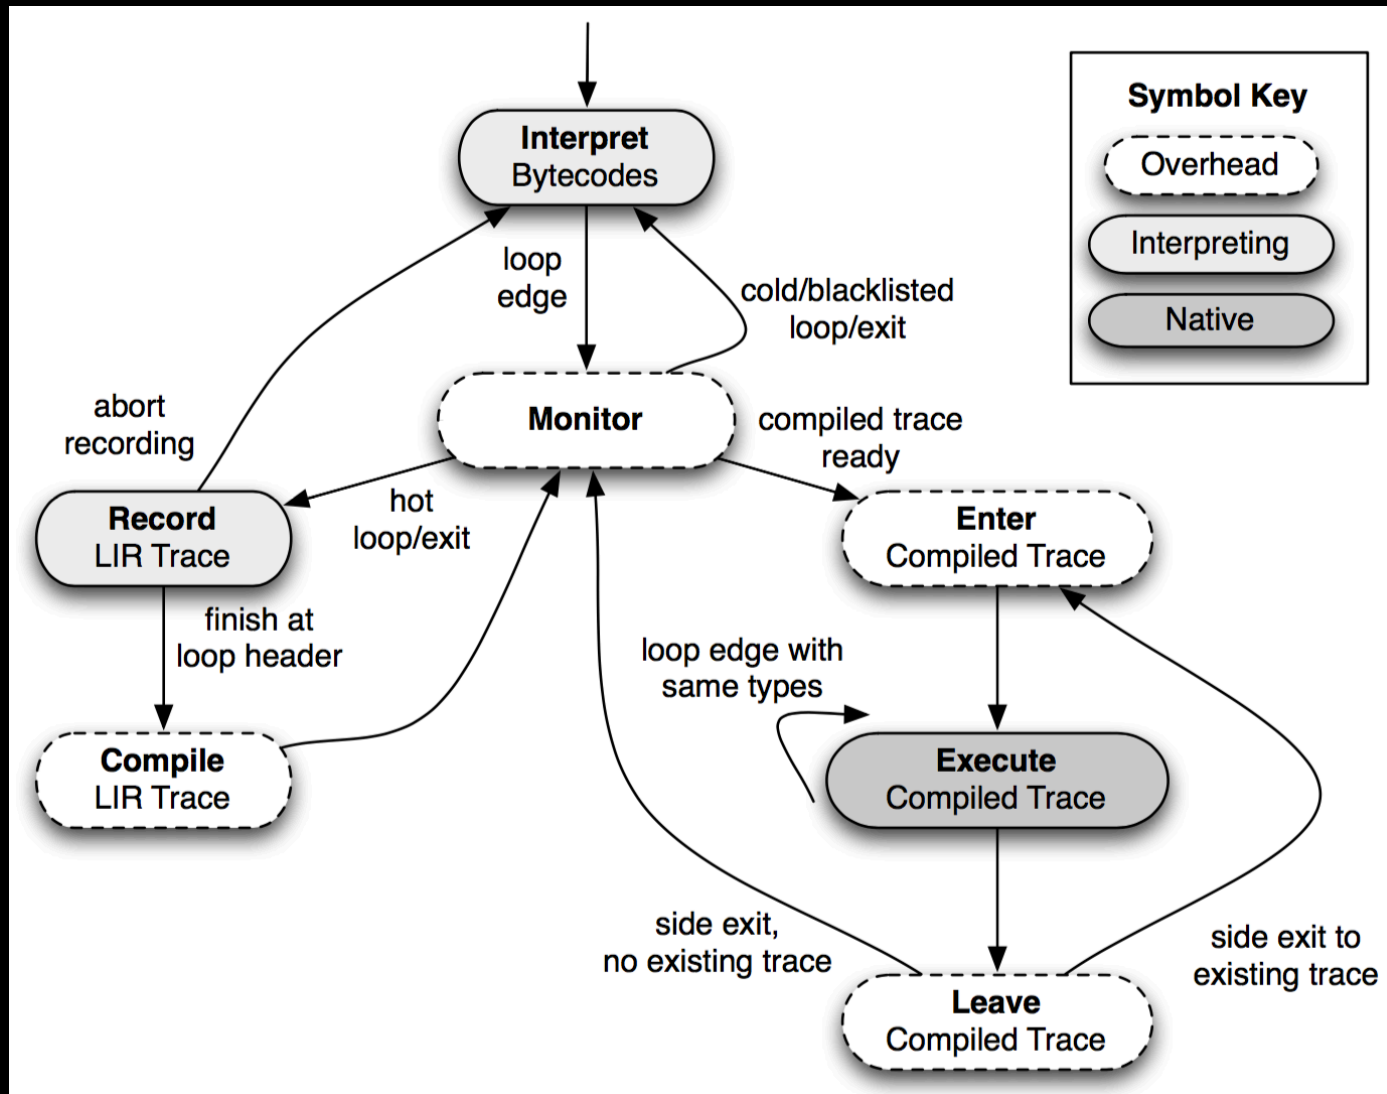 Symbol Key
Overhead
Interpreting
Native
Interpret
Bytecodes
loop
edge
cold/blacklisted
loop/exit
Monitor
abort
recording
compiled trace
ready
hot
loop/exit
Record
LIR Trace
Enter
Compiled Trace
finish at
loop header
loop edge with
same types
Compile
LIR Trace
Execute
Compiled Trace
side exit,
no existing trace
side exit to
existing trace
Leave
Compiled Trace